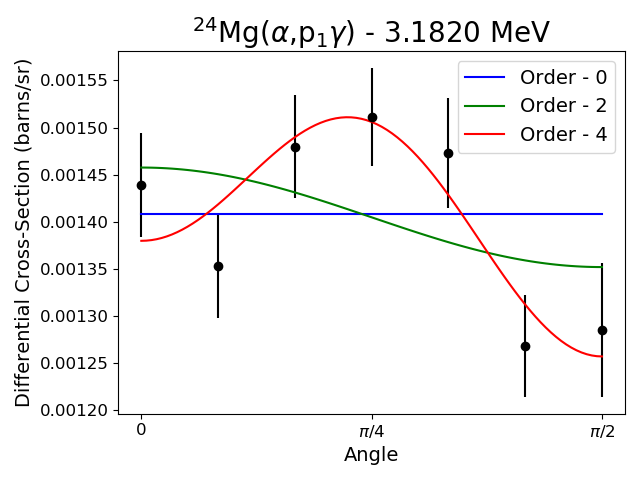 ²⁴Mg(α,p₁γ) - 3.1820 MeV
Differential Cross-Section (barns/sr)
0.00155
0.00150
0.00145
0.00140
0.00135
0.00130
0.00125
0.00120
Order - 0
Order - 2
Order - 4
0
π/4
π/2
Angle